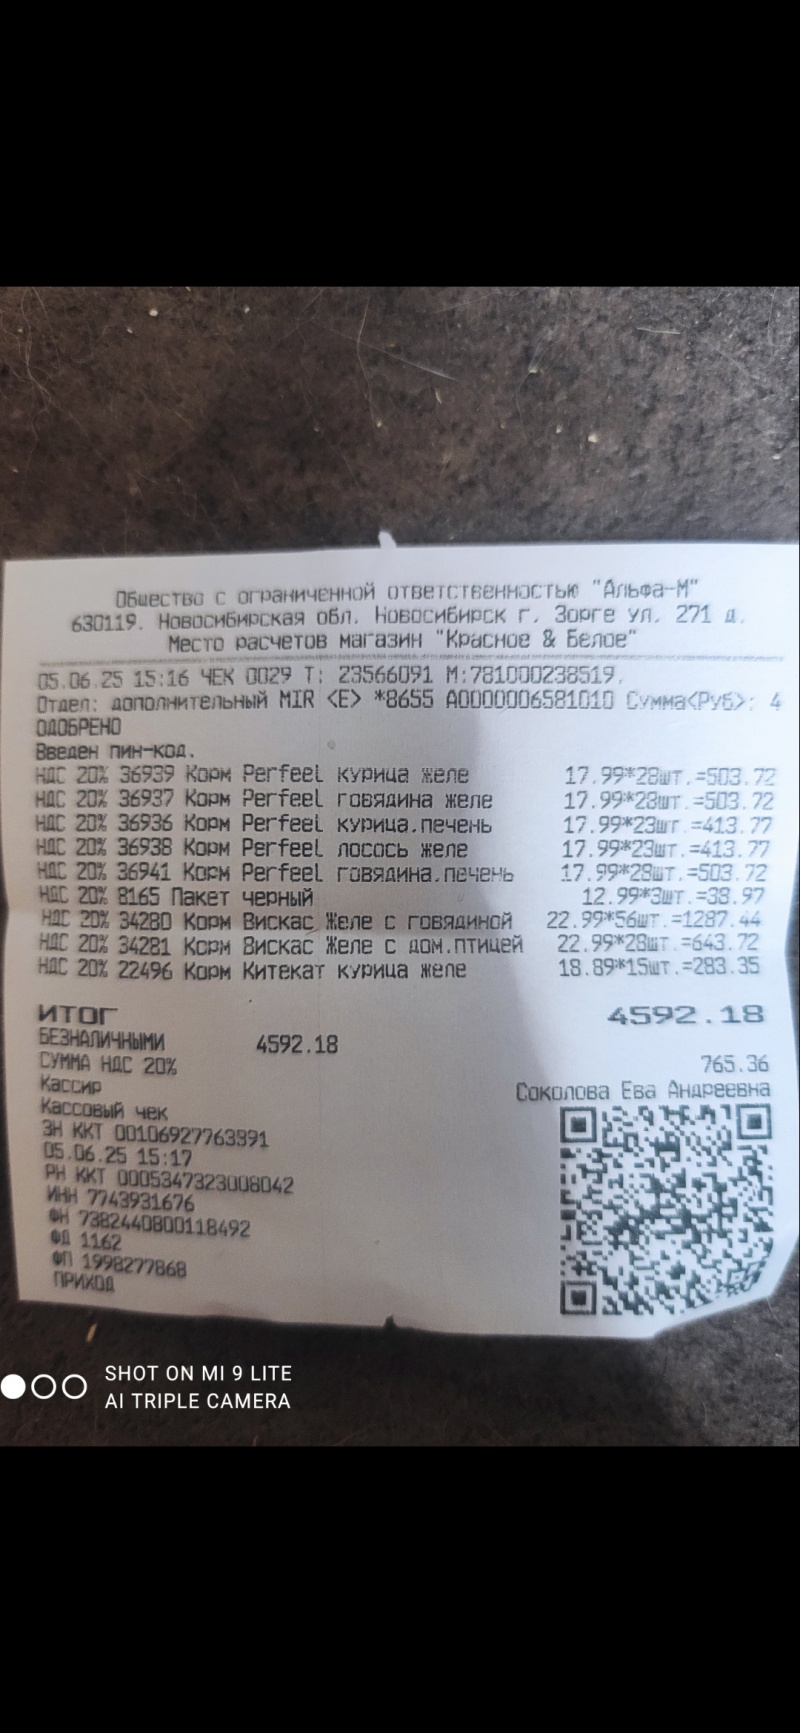 Общество с ограниченной ответственностью "Альфа-М"
630119. Новосибирская обл. Новосибирск г. Зорге ул. 271 д.
Место расчетов магазин "Красное & Белое"
05.06.25 15:16 ЧЕК 0029 Т: 23566091 М:781000238519,
Отдел: дополнительный MIR <E> *8655 A0000006581010 Сумма<Руб>: 4
ОДОБРЕНО
Введен пин-код.
НДС 20% 36939 Корм Perfeel курица желе 17.99*28шт.=503.72
НДС 20% 36937 Корм Perfeel говядина желе 17.99*28шт.=503.72
НДС 20% 36936 Корм Perfeel курица.печень 17.99*23шт.=413.77
НДС 20% 36938 Корм Perfeel лосось желе 17.99*23шт.=413.77
НДС 20% 36941 Корм Perfeel говядина.печень 17.99*28шт.=503.72
НДС 20% 8165 Пакет черный 12.99*3шт.=38.97
НДС 20% 34280 Корм Вискас Желе с говядиной 22.99*56шт.=1287.44
НДС 20% 34281 Корм Вискас Желе с дом.птицей 22.99*28шт.=643.72
НДС 20% 22496 Корм Китекат курица желе 18.89*15шт.=283.35
ИТОГ 4592.18
БЕЗНАЛИЧНЫМИ 4592.18
СУММА НДС 20% 765.36
Кассир Соколова Ева Андреевна
Кассовый чек
ЗН ККТ 00106927763391
05.06.25 15:17
РН ККТ 0005347323008042
ИНН 7743931676
ФН 7382440800118492
ФД 1162
ФП 1998277868
ПРИХОД
SHOT ON MI 9 LITE
AI TRIPLE CAMERA